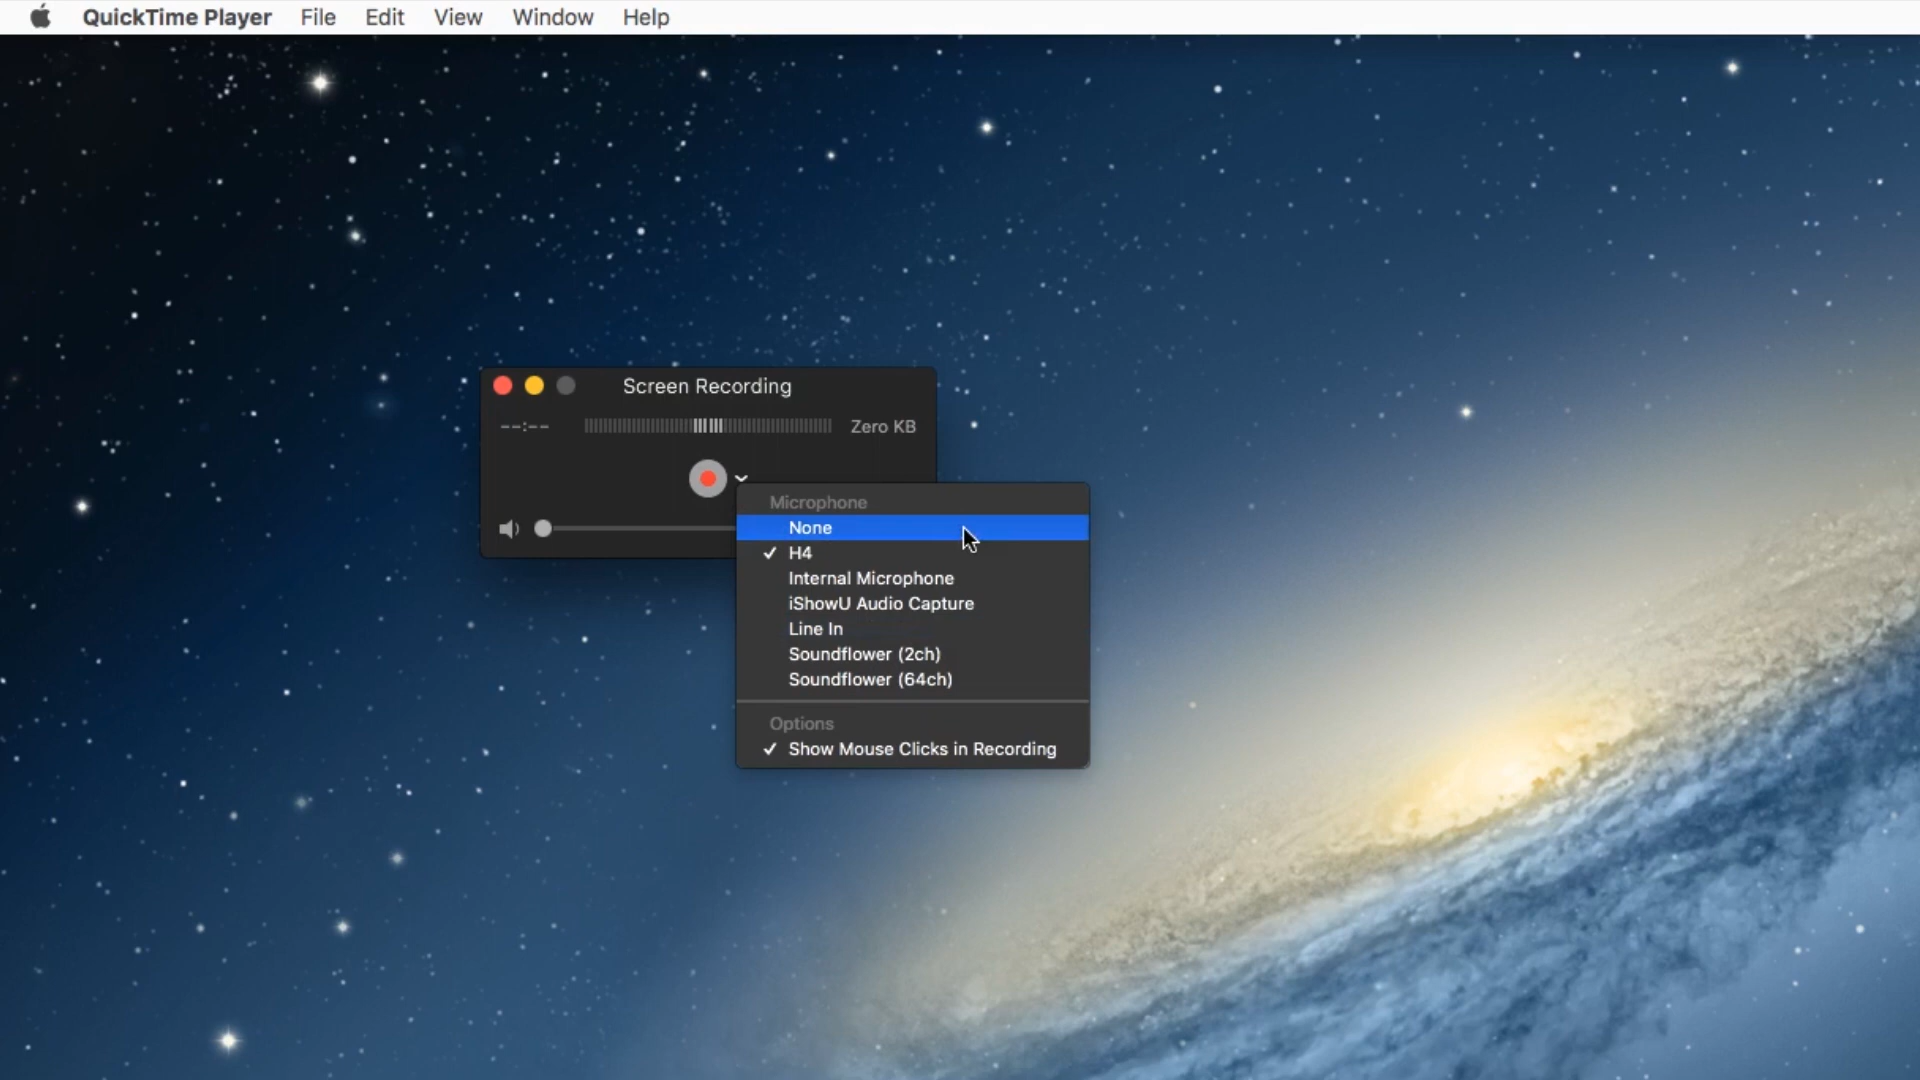 QuickTime Player File Edit View Window Help
Screen Recording
--:-- Zero KB
Microphone
None
✓ H4
Internal Microphone
iShowU Audio Capture
Line In
Soundflower (2ch)
Soundflower (64ch)
Options
✓ Show Mouse Clicks in Recording